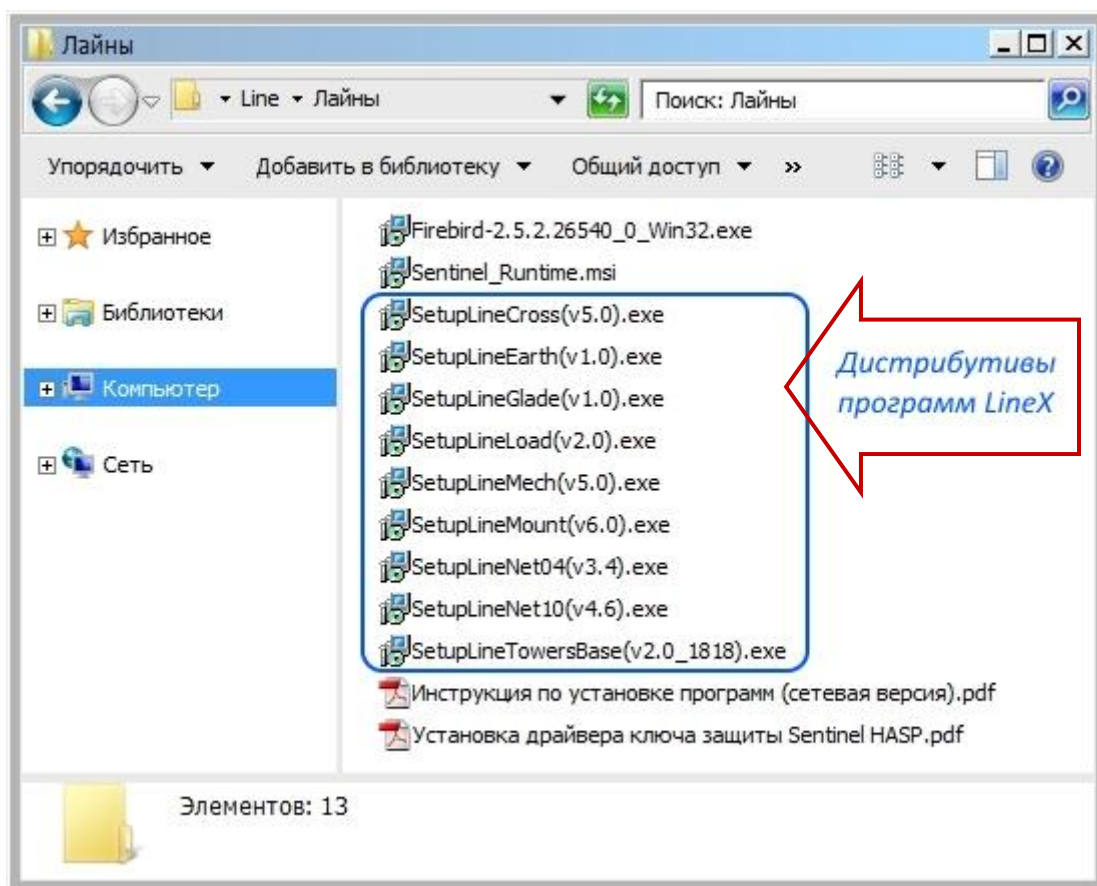 Лайны
Line Лайны
Поиск: Лайны
Упорядочить Добавить в библиотеку Общий доступ »
Избранное
Библиотеки
Компьютер
Сеть
Firebird-2.5.2.26540_0_Win32.exe
Sentinel_Runtime.msi
SetupLineCross(v5.0).exe
SetupLineEarth(v1.0).exe
SetupLineGlade(v1.0).exe
SetupLineLoad(v2.0).exe
SetupLineMech(v5.0).exe
SetupLineMount(v6.0).exe
SetupLineNet04(v3.4).exe
SetupLineNet10(v4.6).exe
SetupLineTowersBase(v2.0_1818).exe
Инструкция по установке программ (сетевая версия).pdf
Установка драйвера ключа защиты Sentinel HASP.pdf
Дистрибутивы
программ LineX
Элементов: 13